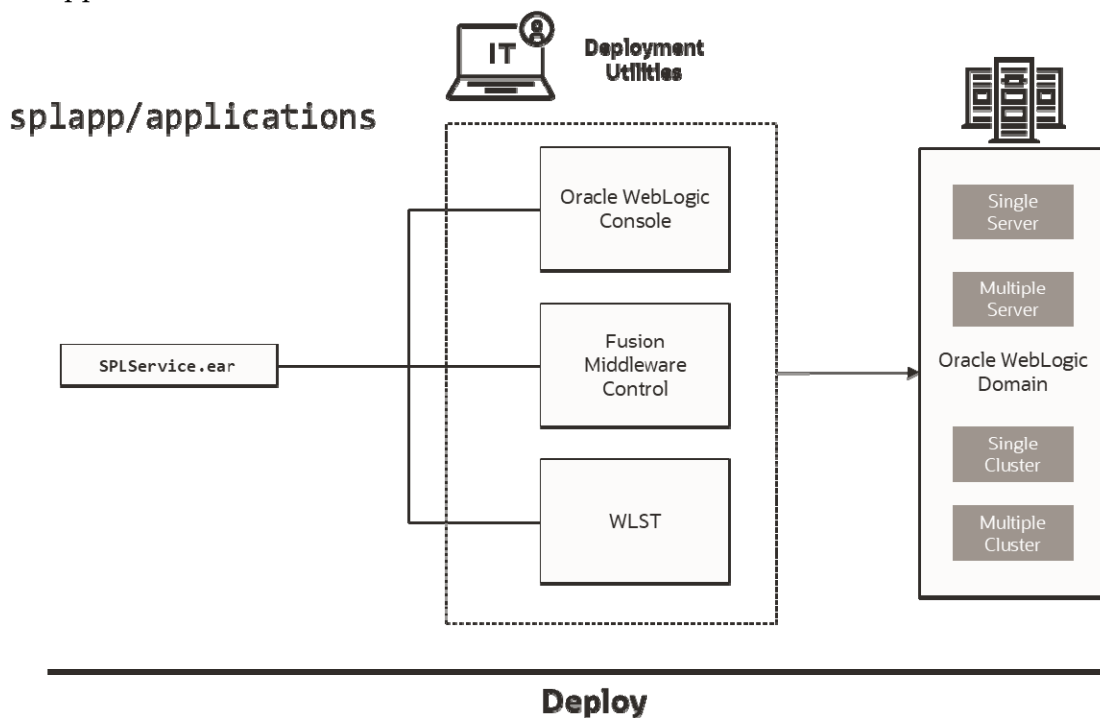 IT
Deployment
Utilities
splapp/applications
Oracle WebLogic
Console
Single
Server
Multiple
Server
SPLService.ear
Fusion
Middleware
Control
Oracle WebLogic
Domain
Single
Cluster
WLST
Multiple
Cluster
Deploy